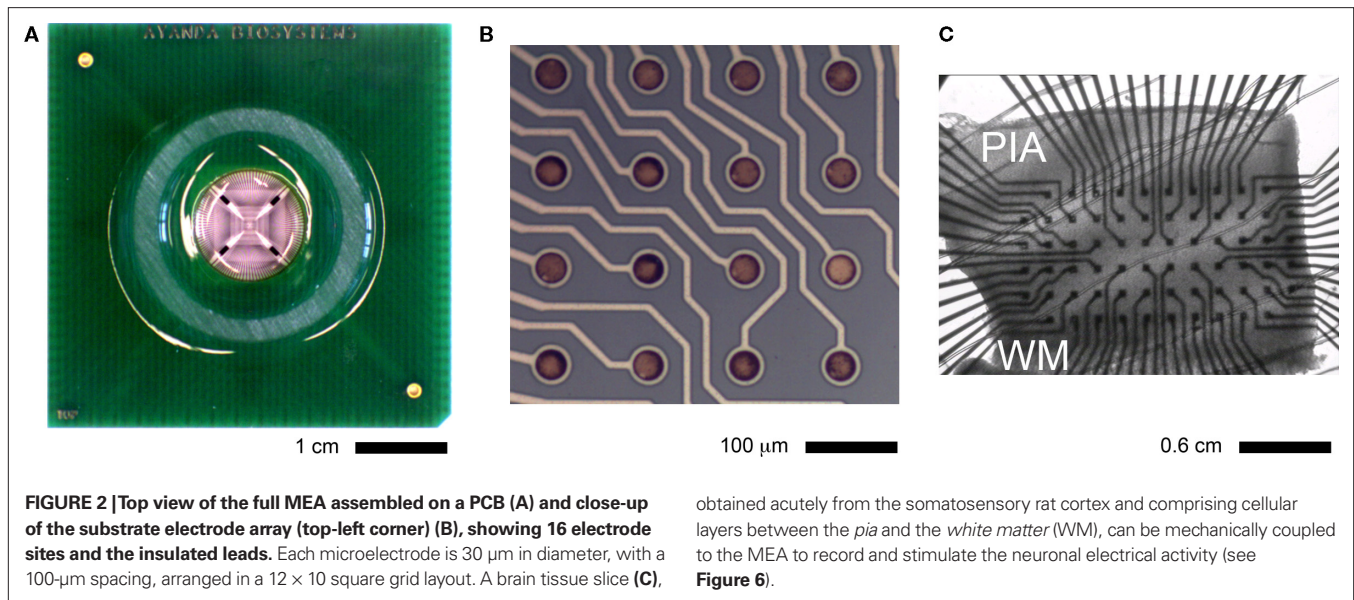 A
AYANDA BIOSYSTEMS
TOP
1 cm
B
100 μm
C
PIA
WM
0.6 cm
FIGURE 2 | Top view of the full MEA assembled on a PCB (A) and close-up
of the substrate electrode array (top-left corner) (B), showing 16 electrode
sites and the insulated leads. Each microelectrode is 30 μm in diameter, with a
100-μm spacing, arranged in a 12 × 10 square grid layout. A brain tissue slice (C),
obtained acutely from the somatosensory rat cortex and comprising cellular
layers between the pia and the white matter (WM), can be mechanically coupled
to the MEA to record and stimulate the neuronal electrical activity (see
Figure 6).